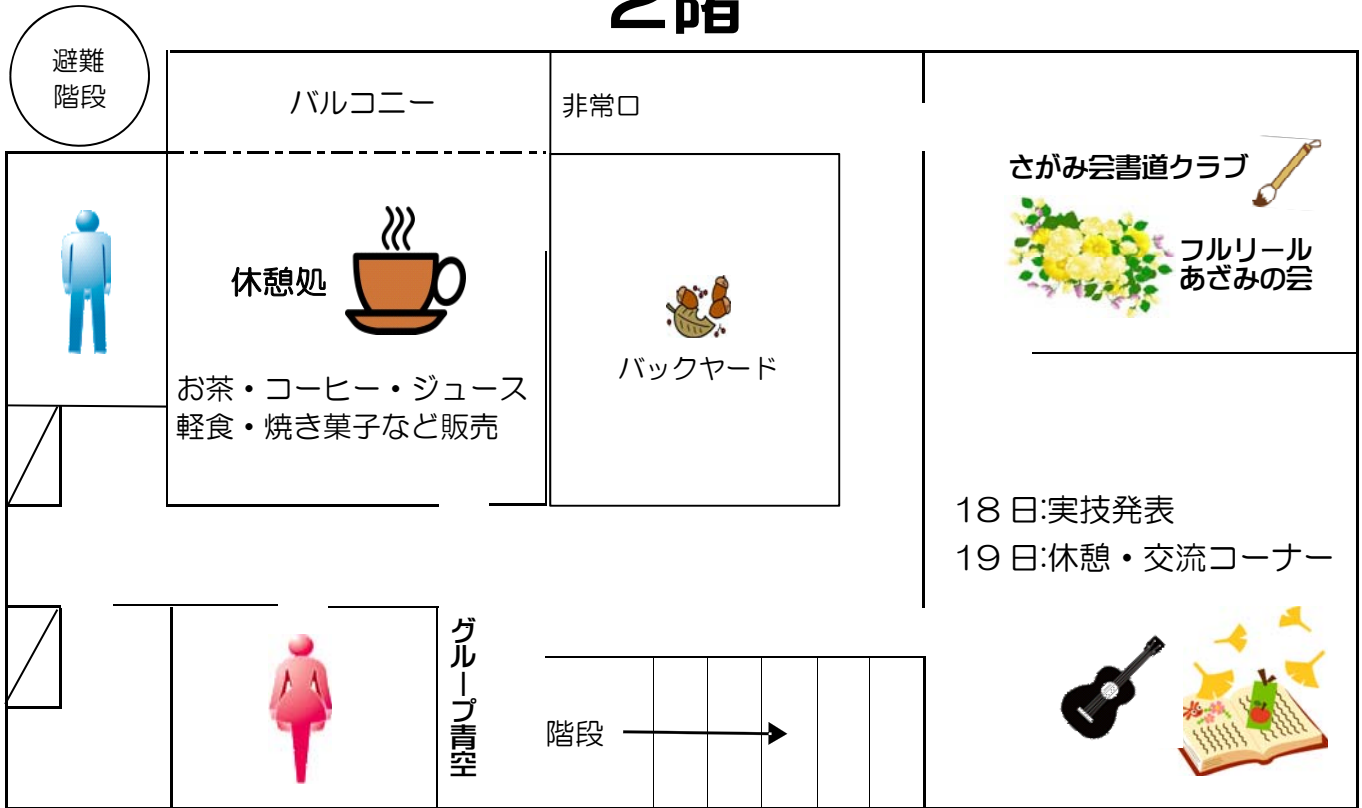 2階
避難
階段
バルコニー
非常口
さがみ会書道クラブ
フルリール
あざみの会
休憩処
お茶・コーヒー・ジュース
軽食・焼き菓子など販売
バックヤード
18日:実技発表
19日:休憩・交流コーナー
グループ青空
階段